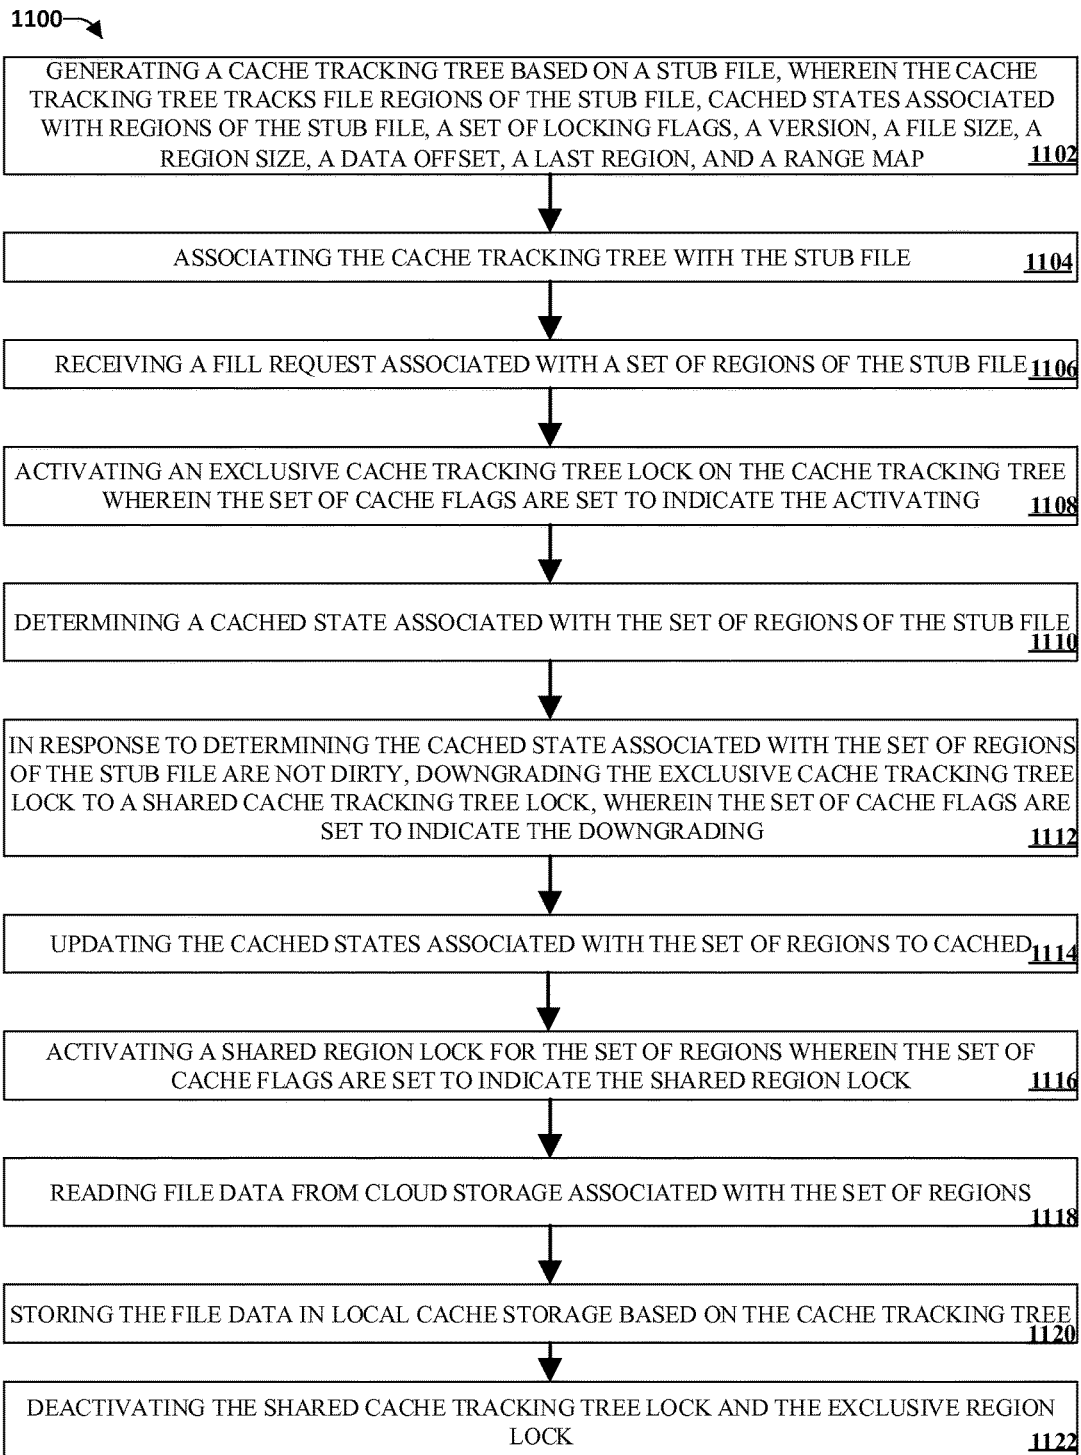 1100
GENERATING A CACHE TRACKING TREE BASED ON A STUB FILE, WHEREIN THE CACHE
TRACKING TREE TRACKS FILE REGIONS OF THE STUB FILE, CACHED STATES ASSOCIATED
WITH REGIONS OF THE STUB FILE, A SET OF LOCKING FLAGS, A VERSION, A FILE SIZE, A
REGION SIZE, A DATA OFFSET, A LAST REGION, AND A RANGE MAP 1102
ASSOCIATING THE CACHE TRACKING TREE WITH THE STUB FILE 1104
RECEIVING A FILL REQUEST ASSOCIATED WITH A SET OF REGIONS OF THE STUB FILE 1106
ACTIVATING AN EXCLUSIVE CACHE TRACKING TREE LOCK ON THE CACHE TRACKING TREE
WHEREIN THE SET OF CACHE FLAGS ARE SET TO INDICATE THE ACTIVATING 1108
DETERMINING A CACHED STATE ASSOCIATED WITH THE SET OF REGIONS OF THE STUB FILE
1110
IN RESPONSE TO DETERMINING THE CACHED STATE ASSOCIATED WITH THE SET OF REGIONS
OF THE STUB FILE ARE NOT DIRTY, DOWNGRADING THE EXCLUSIVE CACHE TRACKING TREE
LOCK TO A SHARED CACHE TRACKING TREE LOCK, WHEREIN THE SET OF CACHE FLAGS ARE
SET TO INDICATE THE DOWNGRADING 1112
UPDATING THE CACHED STATES ASSOCIATED WITH THE SET OF REGIONS TO CACHED 1114
ACTIVATING A SHARED REGION LOCK FOR THE SET OF REGIONS WHEREIN THE SET OF
CACHE FLAGS ARE SET TO INDICATE THE SHARED REGION LOCK 1116
READING FILE DATA FROM CLOUD STORAGE ASSOCIATED WITH THE SET OF REGIONS
1118
STORING THE FILE DATA IN LOCAL CACHE STORAGE BASED ON THE CACHE TRACKING TREE
1120
DEACTIVATING THE SHARED CACHE TRACKING TREE LOCK AND THE EXCLUSIVE REGION
LOCK 1122